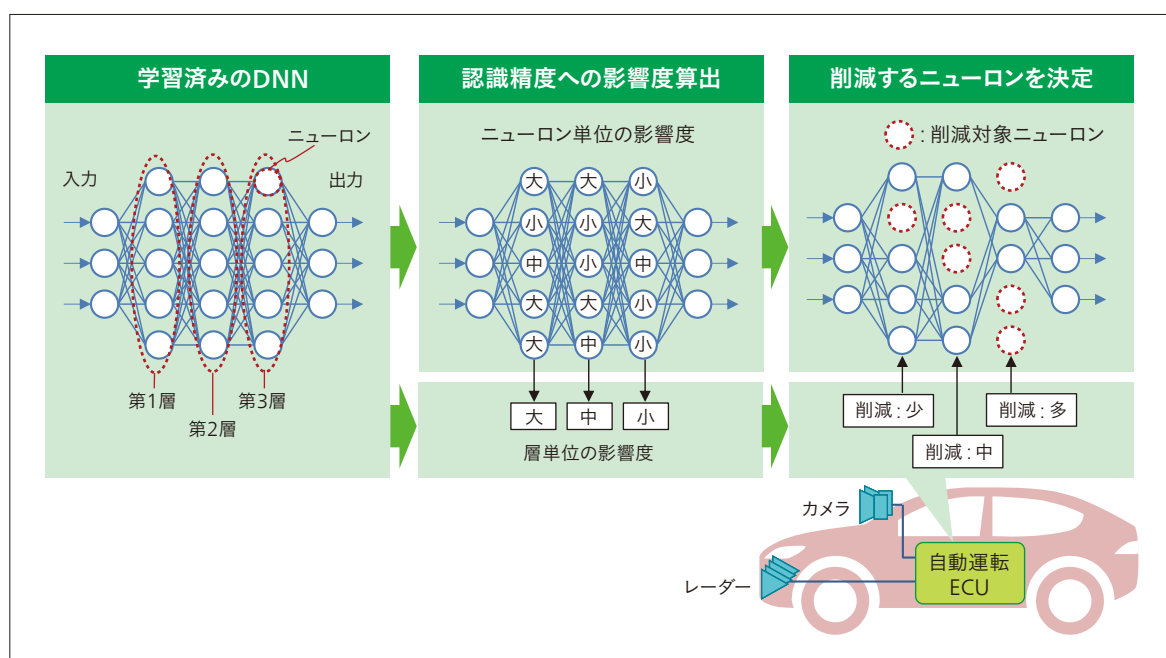 学習済みのDNN
ニューロン
入力
出力
第1層
第2層
第3層
認識精度への影響度算出
ニューロン単位の影響度
大 大 小
小 小 大
中 小 中
大 大 小
大 中 小
大 中 小
層単位の影響度
削減するニューロンを決定
:削減対象ニューロン
削減:少
削減:中
削減:多
カメラ
レーダー
自動運転
ECU